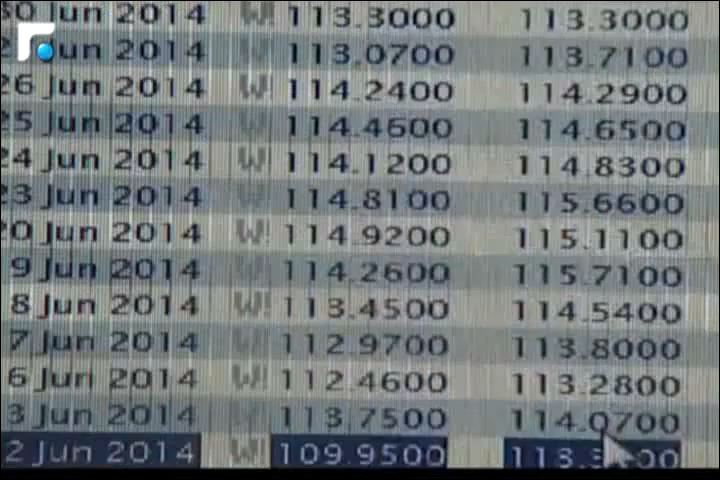 30 Jun 2014 W! 113.3000 113.3000
2 Jun 2014 W! 113.0700 113.7100
26 Jun 2014 W! 114.2400 114.2900
25 Jun 2014 W! 114.4600 114.6500
24 Jun 2014 W! 114.1200 114.8300
23 Jun 2014 W! 114.8100 115.6600
20 Jun 2014 W! 114.9200 115.1100
9 Jun 2014 W! 114.2600 115.7100
8 Jun 2014 W! 113.4500 114.5400
7 Jun 2014 W! 112.9700 113.8000
6 Jun 2014 W! 112.4600 113.2800
3 Jun 2014 W! 113.7500 114.0700
2 Jun 2014 W! 109.9500